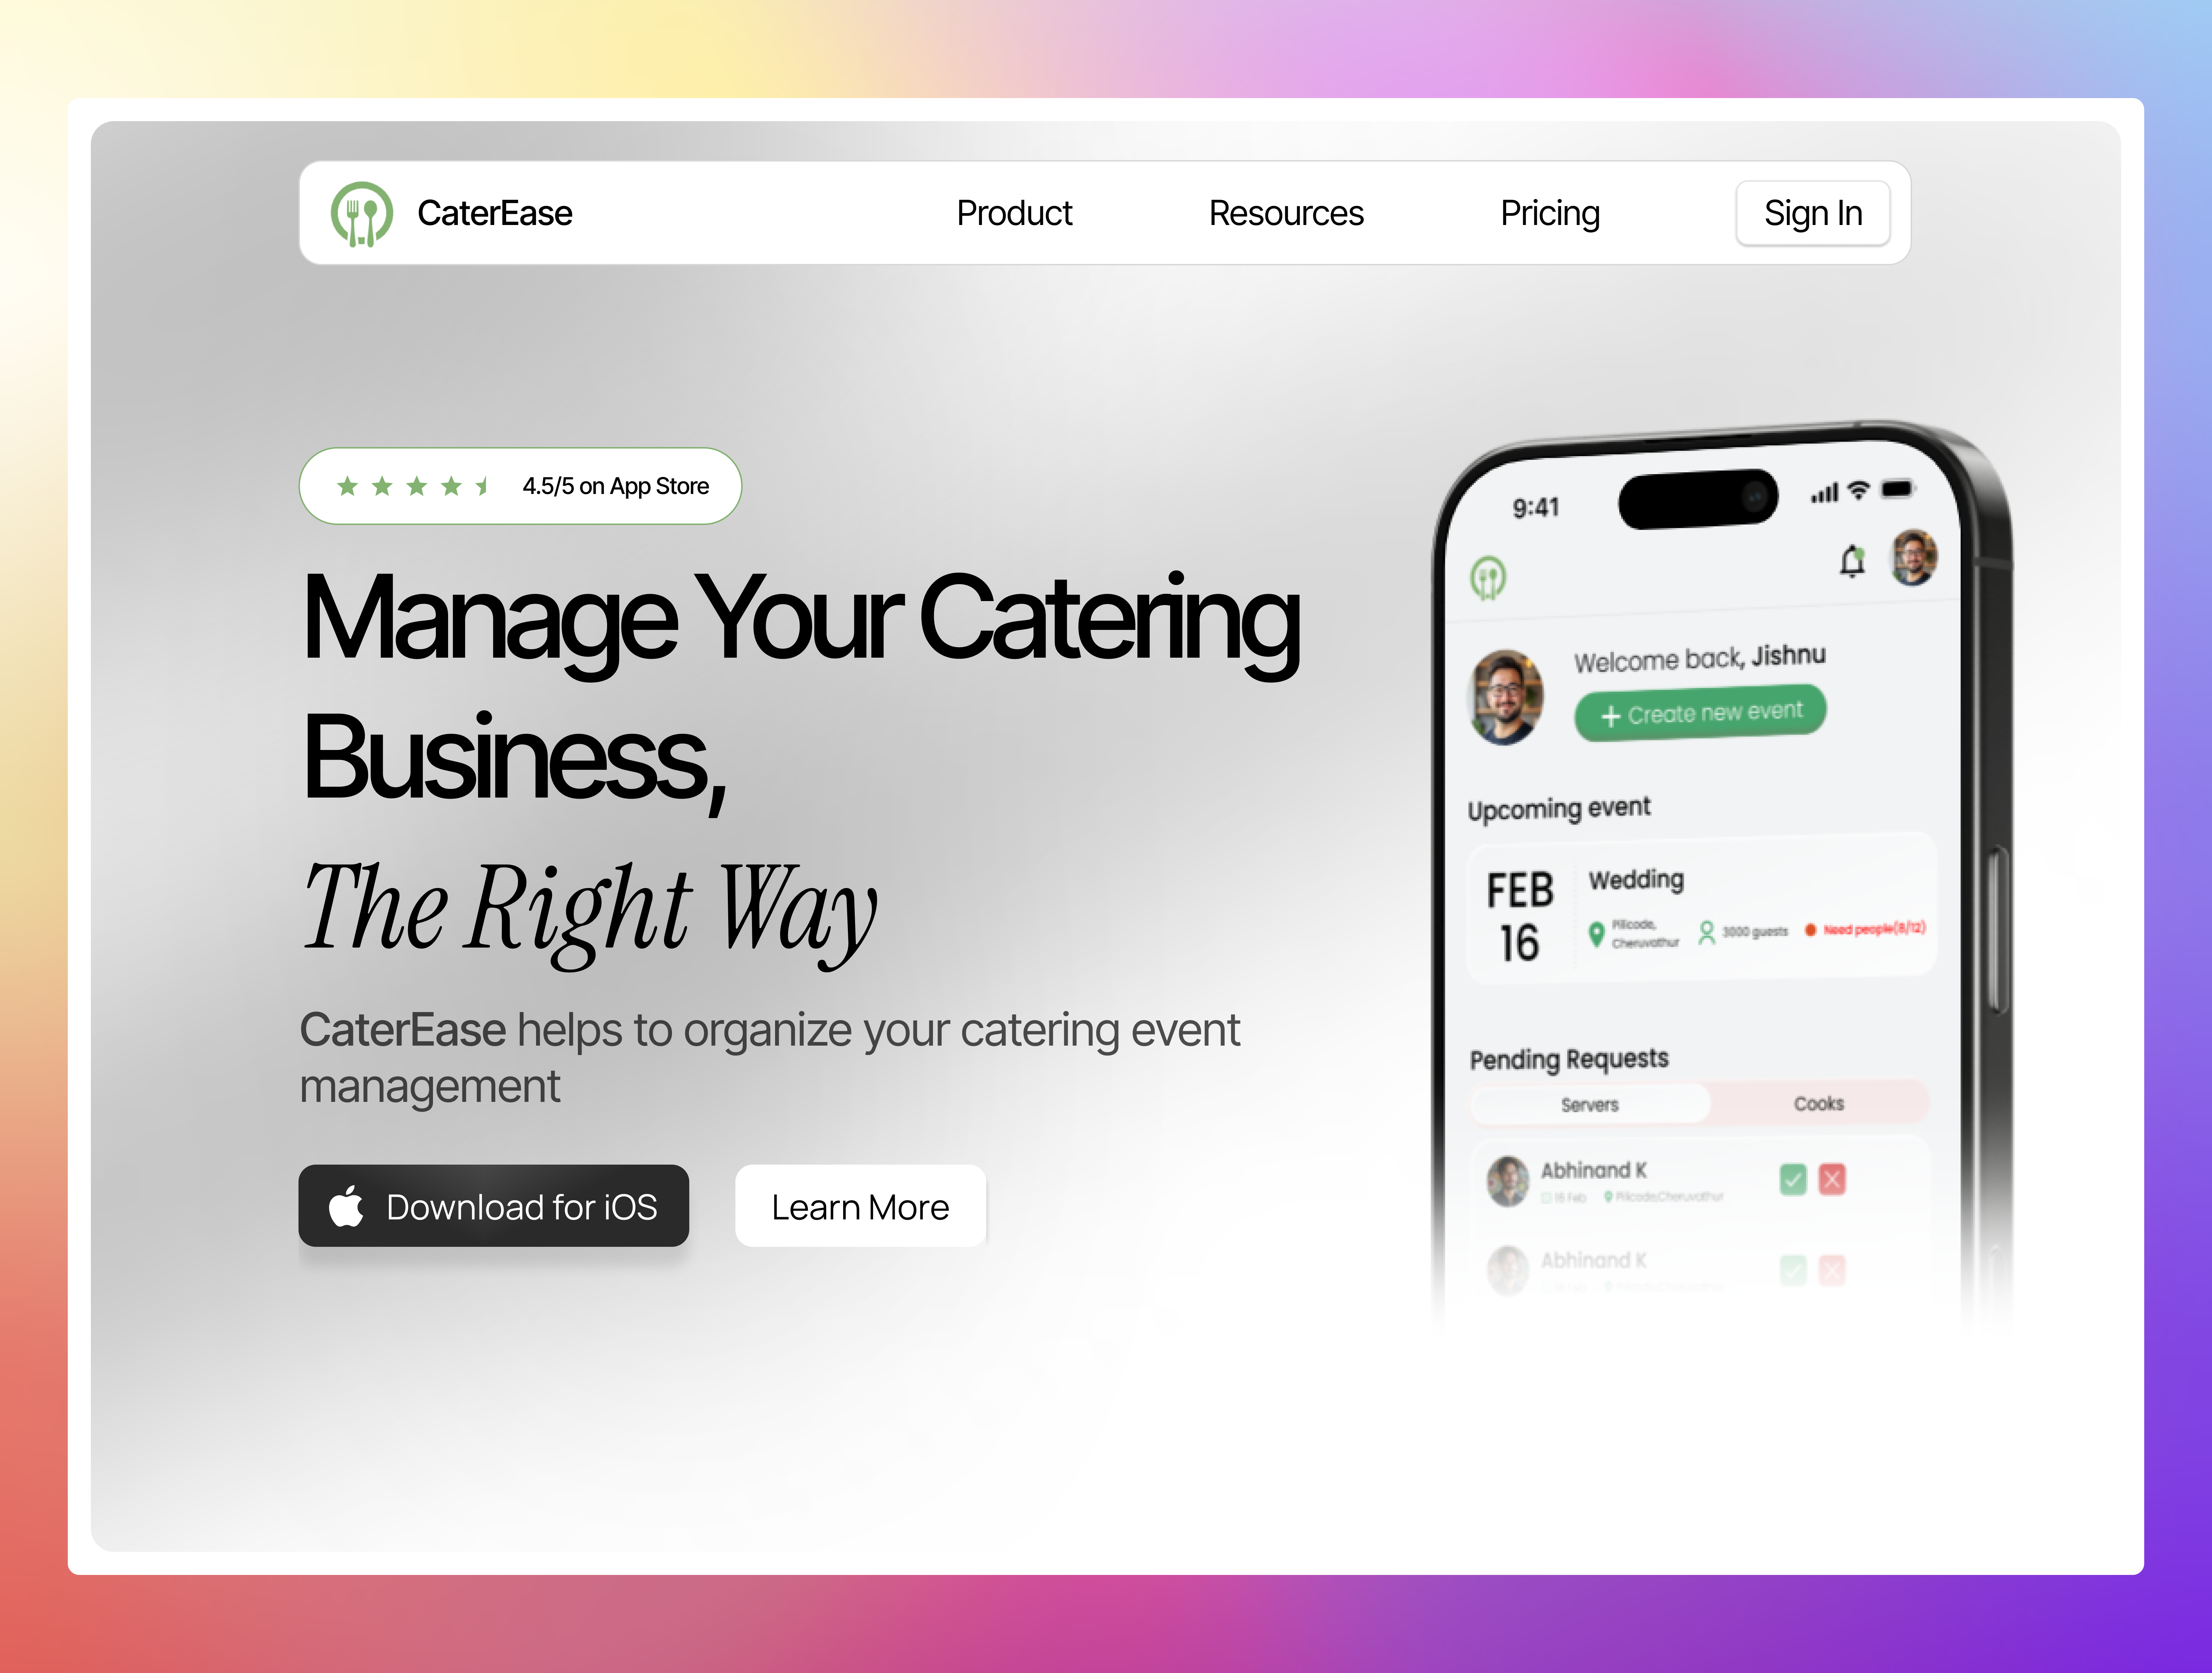 CaterEase
Product
Resources
Pricing
Sign In
4.5/5 on App Store
Manage Your Catering
Business,
The Right Way
CaterEase helps to organize your catering event
management
Download for iOS
Learn More
9:41
Welcome back, Jishnu
+ Create new event
Upcoming event
FEB
16
Wedding
Pilicode,
Cheruvathur
3000 guests
Need people(8/12)
Pending Requests
Servers
Cooks
Abhinand K
18 Feb
Pilicode,Cheruvathur
Abhinand K